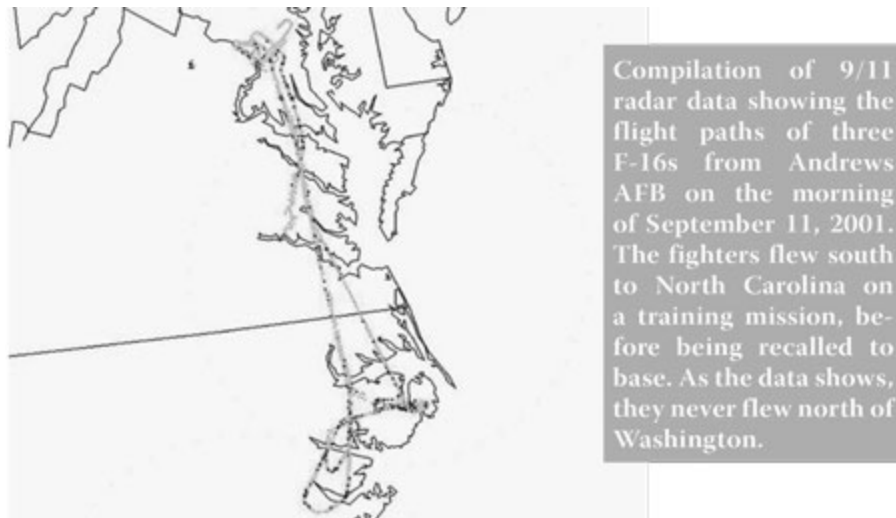 Compilation of 9/11
radar data showing the
flight paths of three
F-16s from Andrews
AFB on the morning
of September 11, 2001.
The fighters flew south
to North Carolina on
a training mission, be-
fore being recalled to
base. As the data shows,
they never flew north of
Washington.